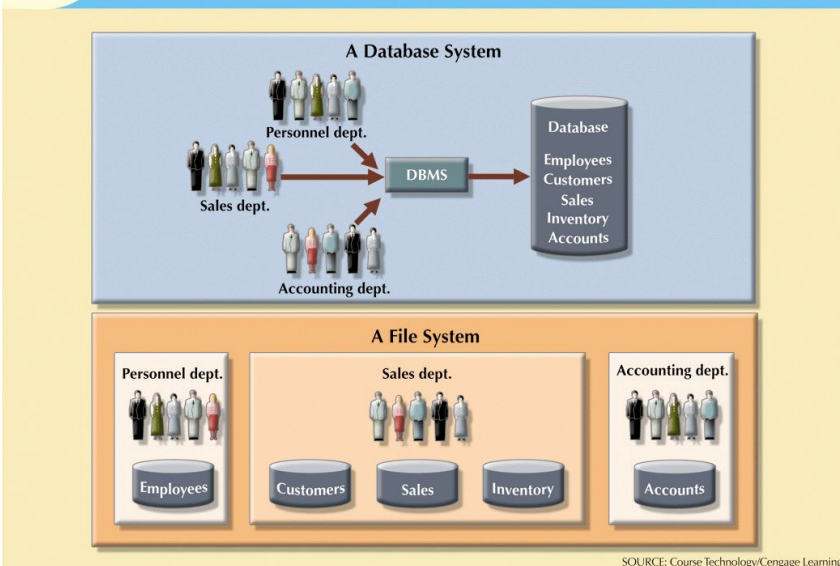 A Database System
Personnel dept.
Sales dept.
Accounting dept.
DBMS
Database
Employees
Customers
Sales
Inventory
Accounts
A File System
Personnel dept.
Employees
Sales dept.
Customers
Sales
Inventory
Accounting dept.
Accounts
SOURCE: Course Technology/Cengage Learning